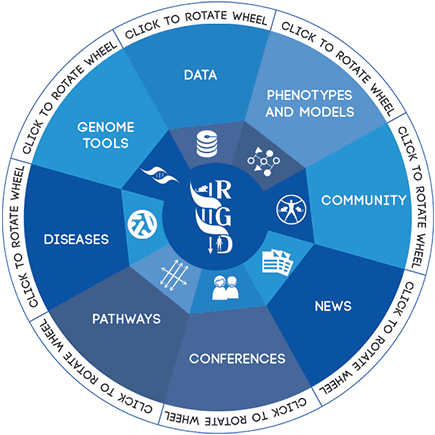 CLICK TO ROTATE WHEEL
CLICK TO ROTATE WHEEL
CLICK TO ROTATE WHEEL
CLICK TO ROTATE WHEEL
CLICK TO ROTATE WHEEL
CLICK TO ROTATE WHEEL
CLICK TO ROTATE WHEEL
CLICK TO ROTATE WHEEL
DATA
PHENOTYPES
AND MODELS
COMMUNITY
NEWS
CONFERENCES
PATHWAYS
DISEASES
GENOME
TOOLS
R
G
D